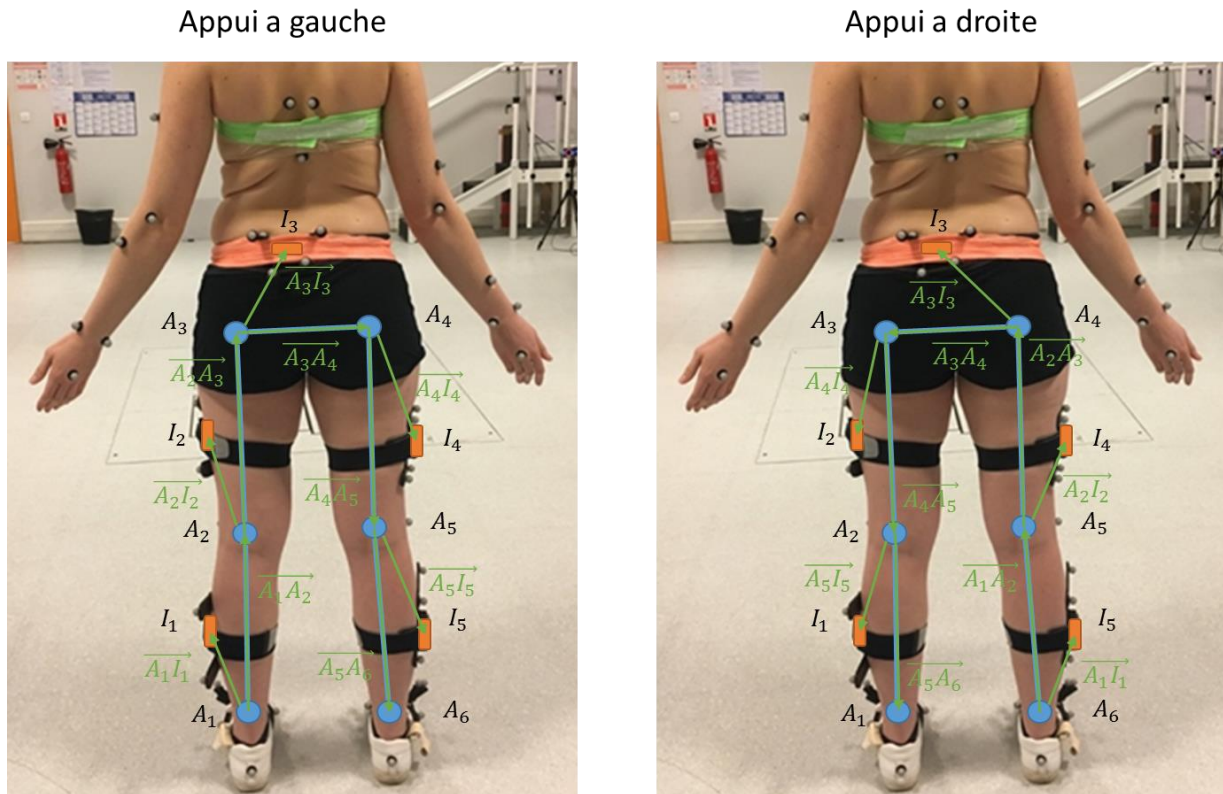 Appui a gauche
I₃
A₃I₃
A₃
A₄
A₂A₃
A₃A₄
A₄I₄
I₂
I₄
A₂I₂
A₄A₅
A₂
A₅
A₁A₂
A₅I₅
I₁
I₅
A₁I₁
A₅A₆
A₁
A₆
Appui a droite
I₃
A₃I₃
A₃
A₄
A₃A₄
A₂A₃
A₄I₄
I₂
I₄
A₄A₅
A₂I₂
A₂
A₅
A₅I₅
A₁A₂
I₁
I₅
A₅A₆
A₁I₁
A₁
A₆